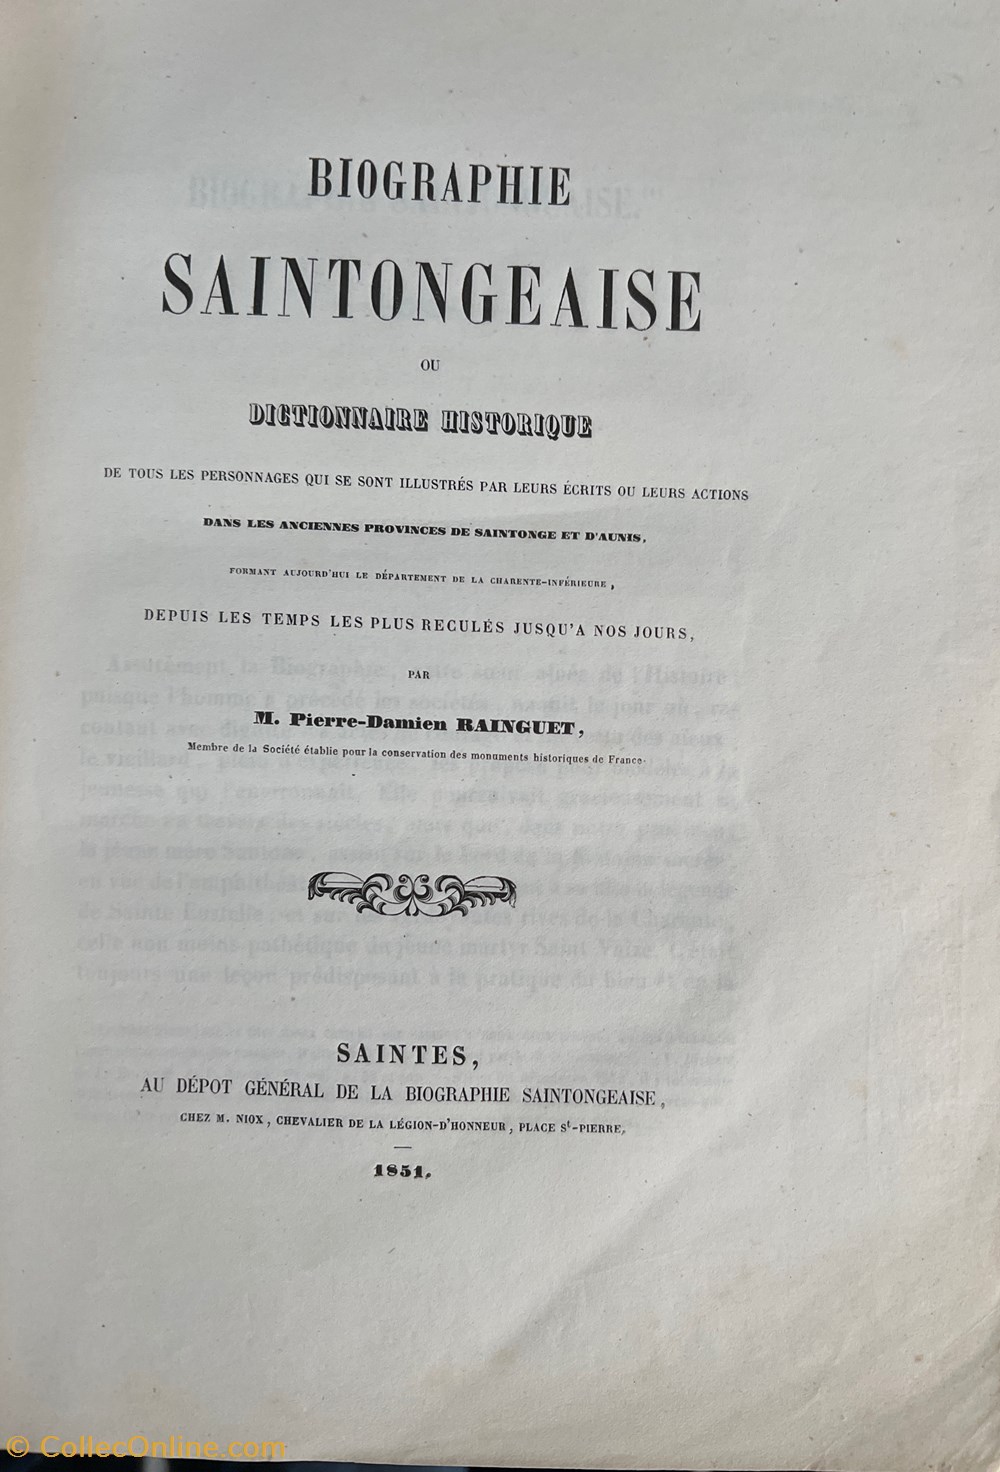 BIOGRAPHIE
SAINTONGEAISE
OU
DICTIONNAIRE HISTORIQUE
DE TOUS LES PERSONNAGES QUI SE SONT ILLUSTRÉS PAR LEURS ÉCRITS OU LEURS ACTIONS
DANS LES ANCIENNES PROVINCES DE SAINTONGE ET D'AUNIS,
FORMANT AUJOURD'HUI LE DÉPARTEMENT DE LA CHARENTE-INFÉRIEURE,
DEPUIS LES TEMPS LES PLUS RECULÉS JUSQU'A NOS JOURS,
PAR
M. Pierre-Damien RAINGUET,
Membre de la Société établie pour la conservation des monuments historiques de France.
SAINTES,
AU DÉPOT GÉNÉRAL DE LA BIOGRAPHIE SAINTONGEAISE,
CHEZ M. NIOX, CHEVALIER DE LA LÉGION-D'HONNEUR, PLACE St-PIERRE,
1851.
© CollecOnline.com